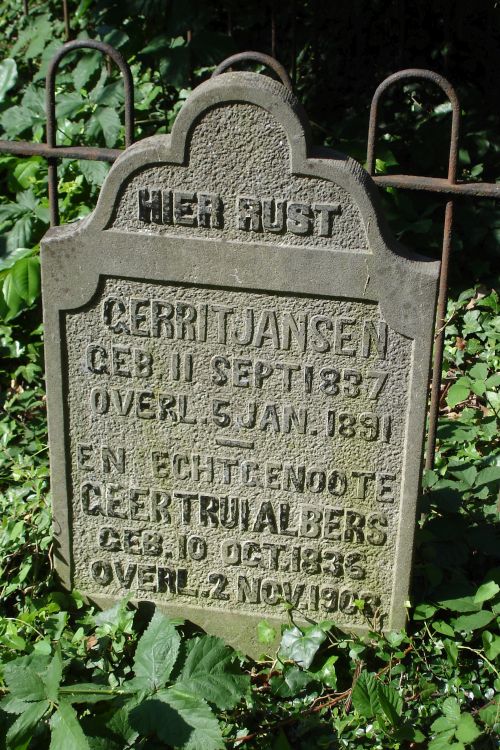 HIER RUST
GERRIT JANSEN
GEB. 11 SEPT. 1837
OVERL. 5 JAN. 1891
EN ECHTGENOOTE
GEERTRUI ALBERS
GEB. 10 OCT. 1836
OVERL. 2 NOV.